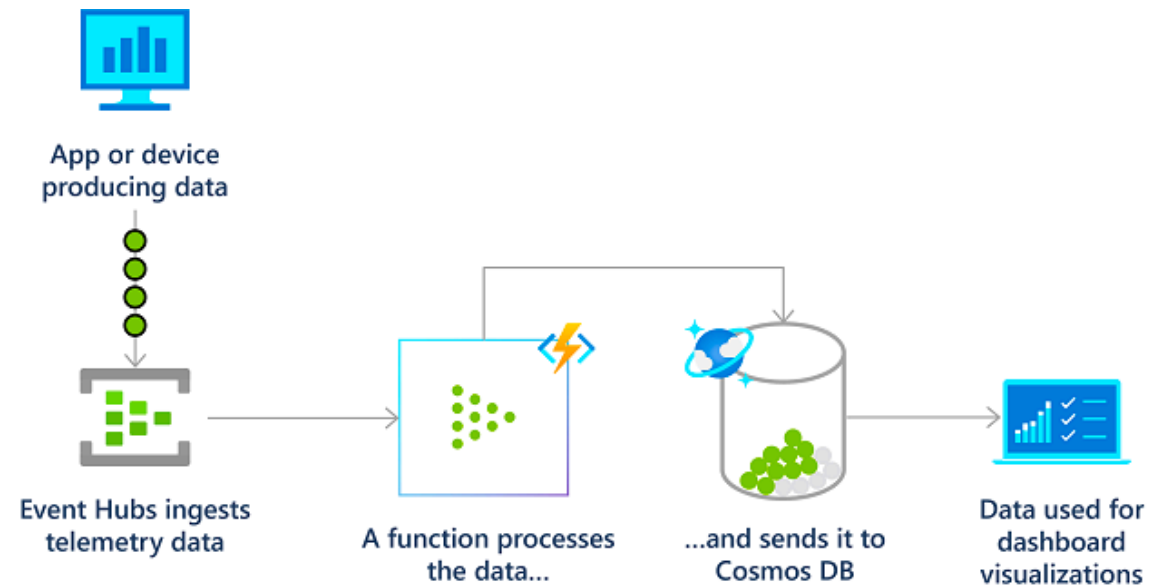 App or device
producing data
Event Hubs ingests
telemetry data
A function processes
the data...
...and sends it to
Cosmos DB
Data used for
dashboard
visualizations